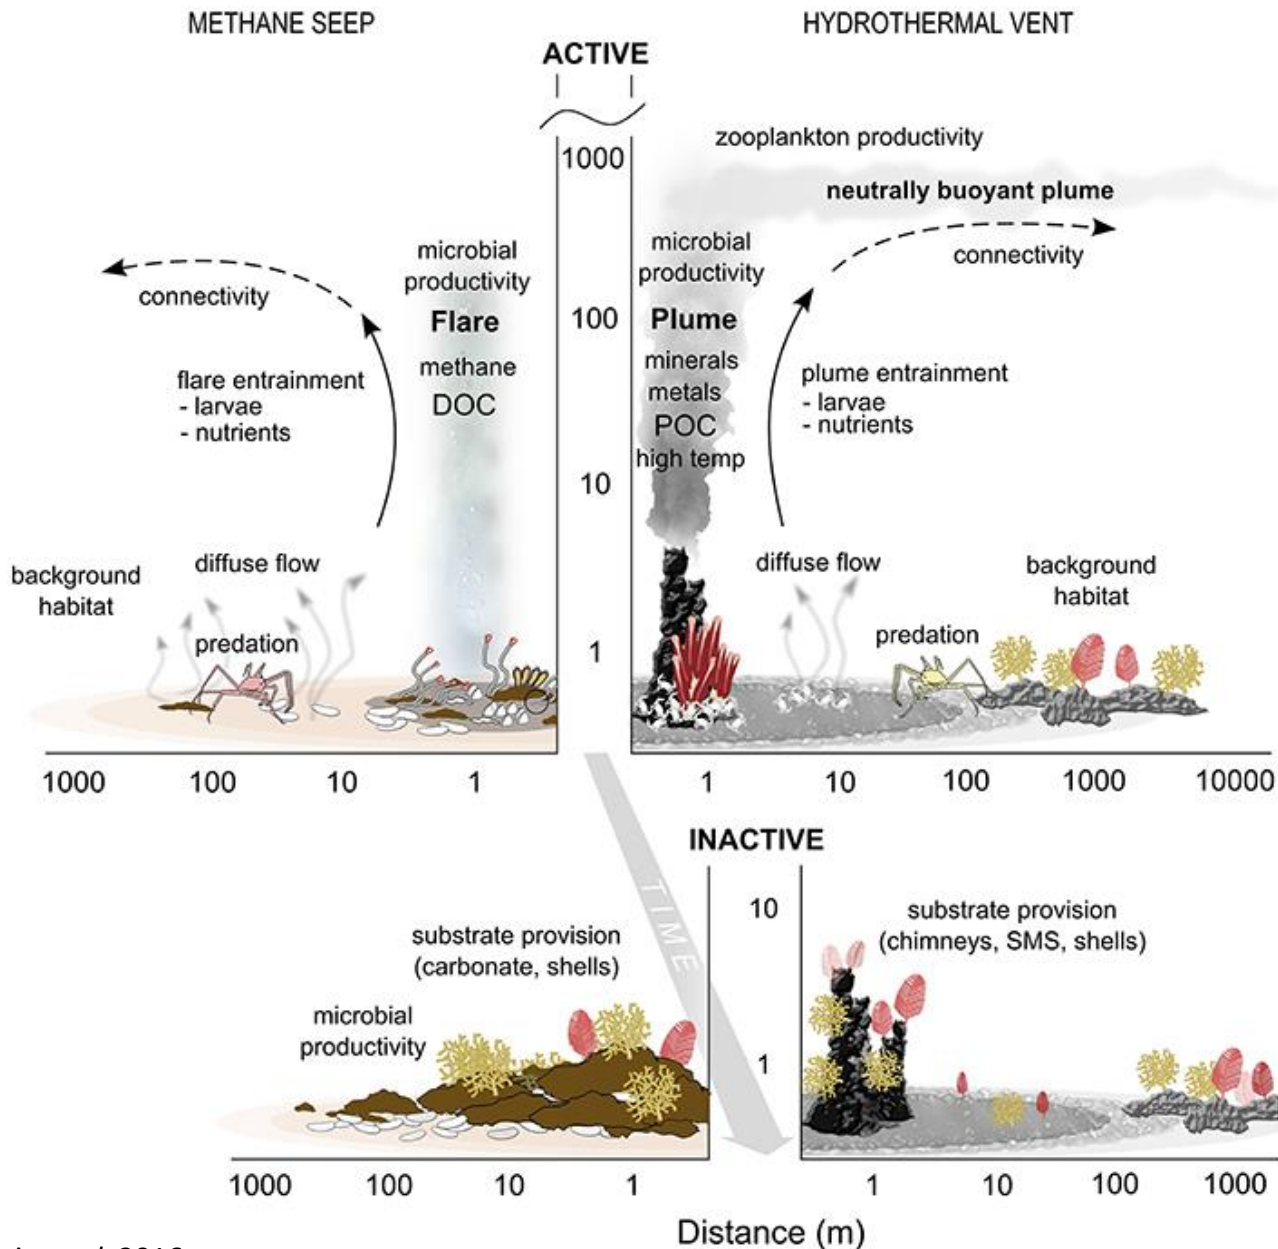 METHANE SEEP
HYDROTHERMAL VENT
ACTIVE
microbial
productivity
Flare
methane
DOC
connectivity
flare entrainment
- larvae
- nutrients
background
habitat
diffuse flow
predation
1000
100
10
1
zooplankton productivity
neutrally buoyant plume
connectivity
microbial
productivity
Plume
minerals
metals
POC
high temp
plume entrainment
- larvae
- nutrients
diffuse flow
predation
background
habitat
1000 100 10 1
1 10 100 1000 10000
TIME
INACTIVE
substrate provision
(carbonate, shells)
microbial
productivity
10
1
substrate provision
(chimneys, SMS, shells)
1000 100 10 1
1 10 100 1000
Distance (m)